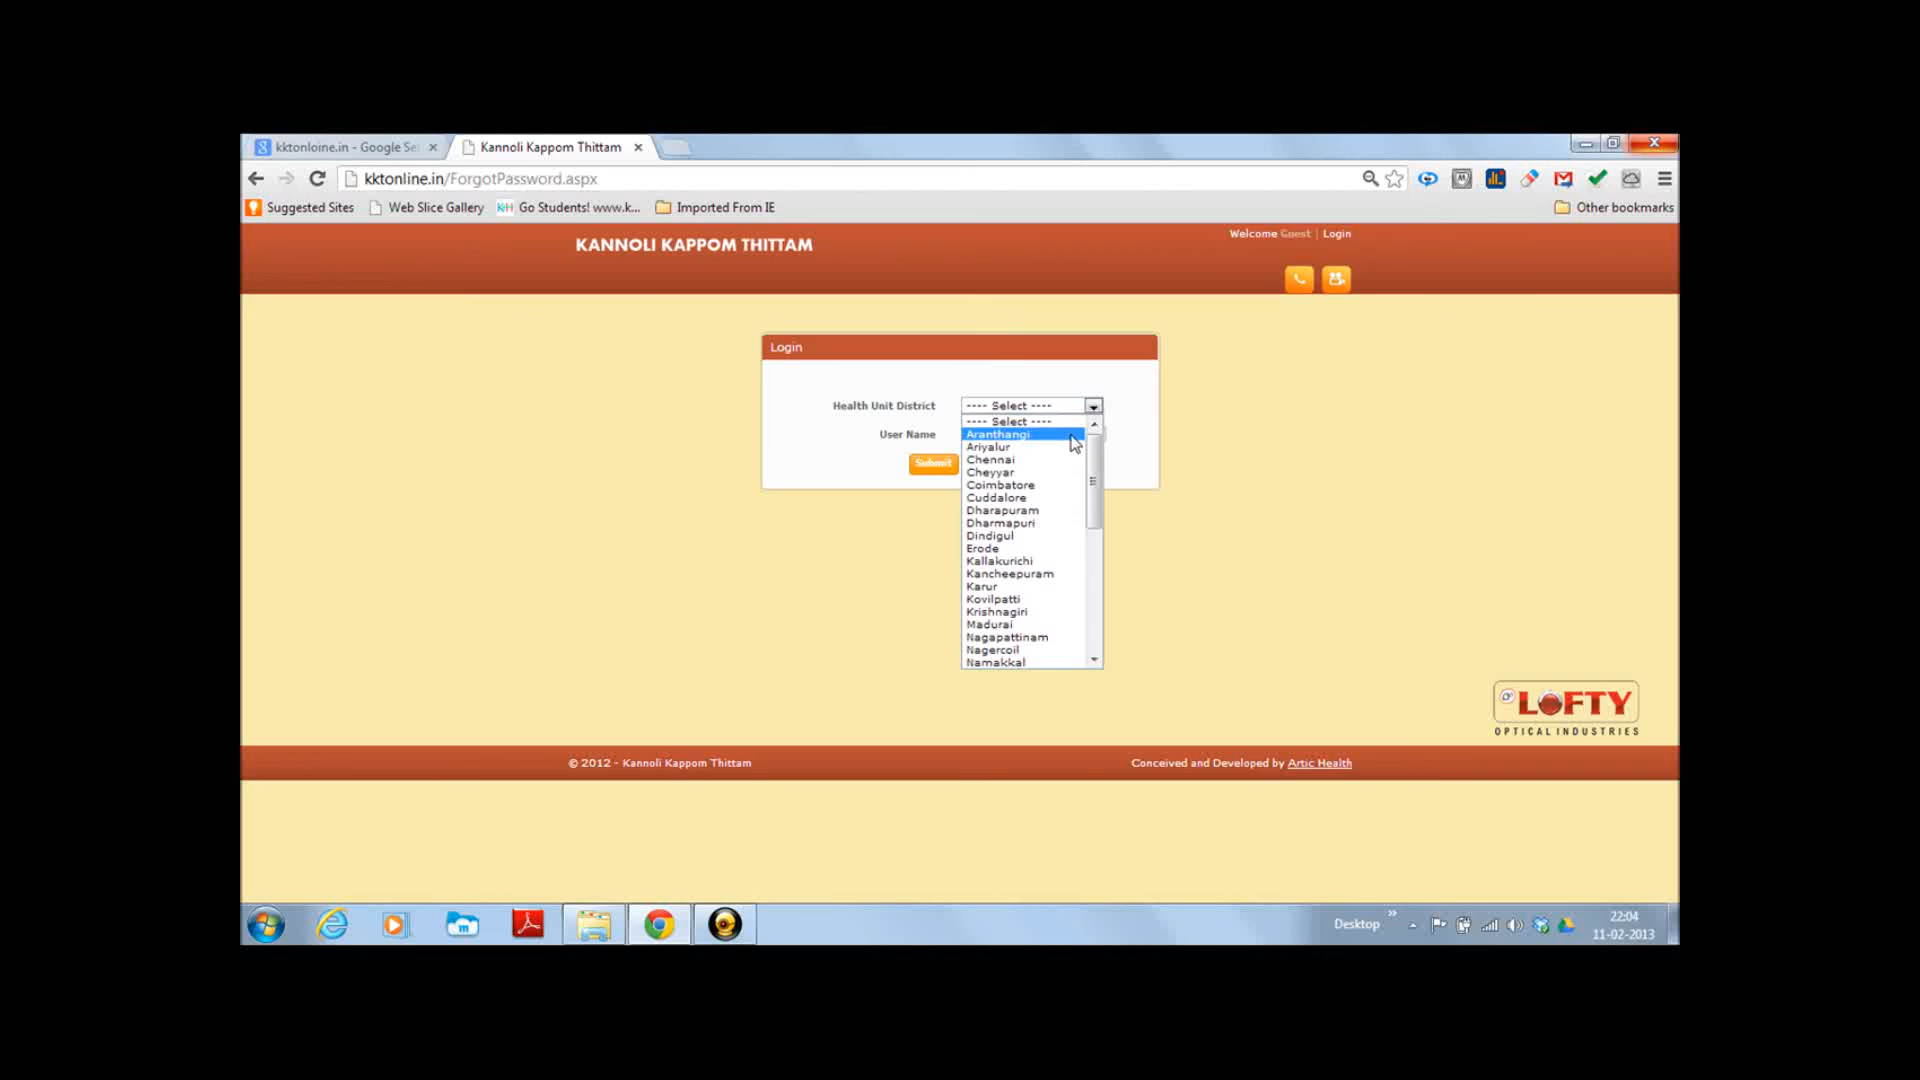 kktonloine.in - Google Se
Kannoli Kappom Thittam
kktonline.in/ForgotPassword.aspx
Suggested Sites
Web Slice Gallery
KH Go Students! www.k...
Imported From IE
Other bookmarks
KANNOLI KAPPOM THITTAM
Welcome Guest | Login
Login
Health Unit District
---- Select ----
User Name
Submit
---- Select ----
Aranthangi
Ariyalur
Chennai
Cheyyar
Coimbatore
Cuddalore
Dharapuram
Dharmapuri
Dindigul
Erode
Kallakurichi
Kancheepuram
Karur
Kovilpatti
Krishnagiri
Madurai
Nagapattinam
Nagercoil
Namakkal
LOFTY
OPTICAL INDUSTRIES
© 2012 - Kannoli Kappom Thittam
Conceived and Developed by Artic Health
Desktop
22:04
11-02-2013